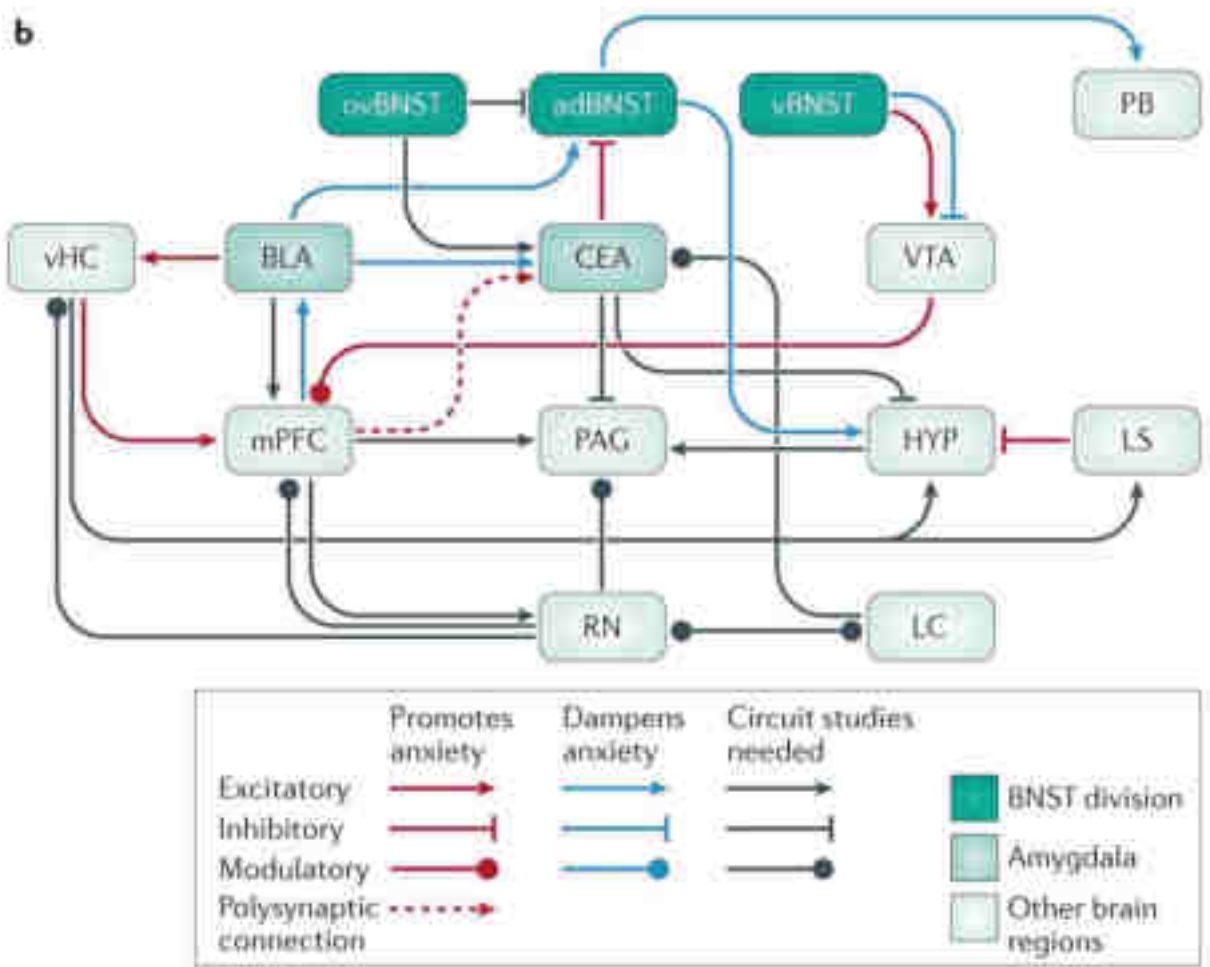 b
ovBNST
adBNST
vBNST
PB
vHC
BLA
CEA
VTA
mPFC
PAG
HYP
LS
RN
LC
Promotes anxiety
Dampens anxiety
Circuit studies needed
Excitatory
Inhibitory
Modulatory
Polysynaptic
connection
BNST division
Amygdala
Other brain
regions